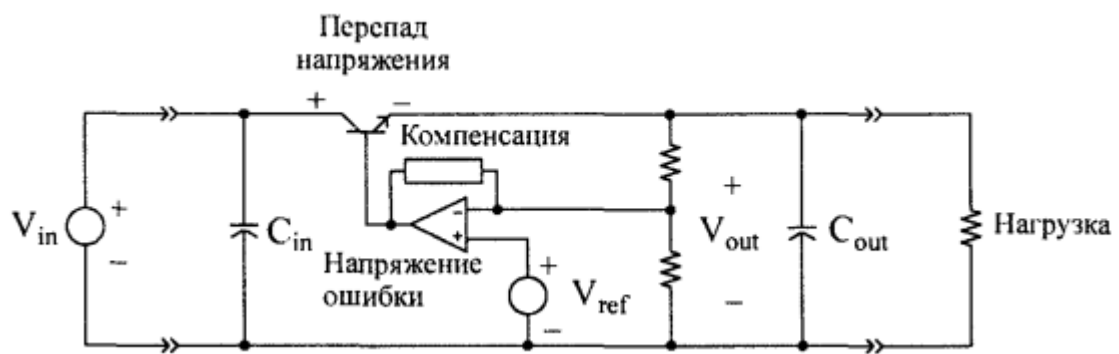 Перепад
напряжения
+ −
Компенсация
V_in + −
C_in
− +
Напряжение
ошибки
+ −
V_ref
+
V_out
−
C_out
Нагрузка